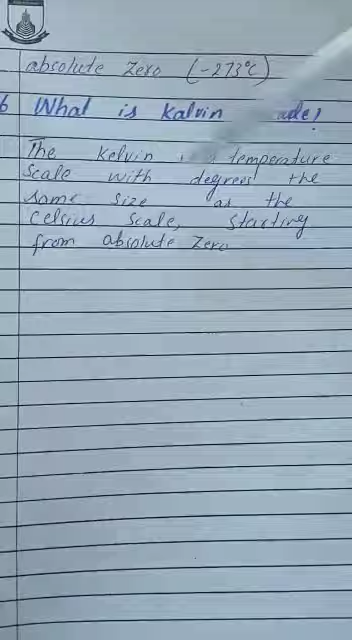 absolute Zero (-273°C)
6 What is Kalvin
The Kelvin temperature
scale with degrees the
same size as the
celsius scale, starting
from absolute Zero